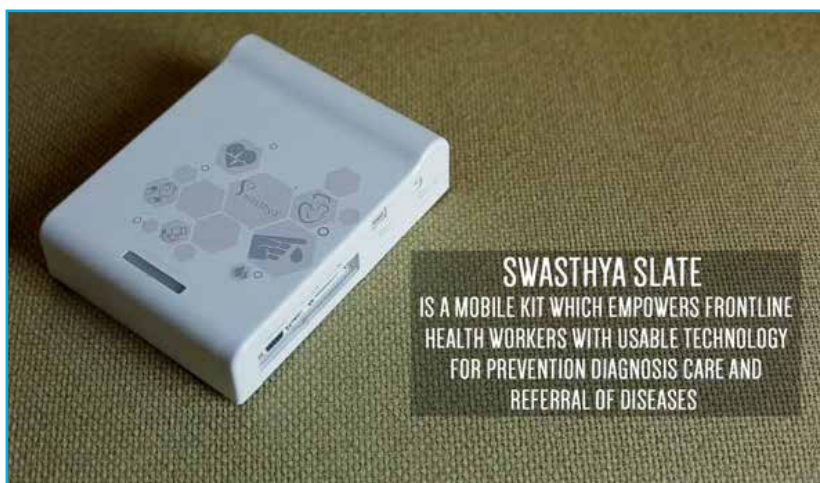 Swasthya
SWASTHYA SLATE
IS A MOBILE KIT WHICH EMPOWERS FRONTLINE
HEALTH WORKERS WITH USABLE TECHNOLOGY
FOR PREVENTION DIAGNOSIS CARE AND
REFERRAL OF DISEASES